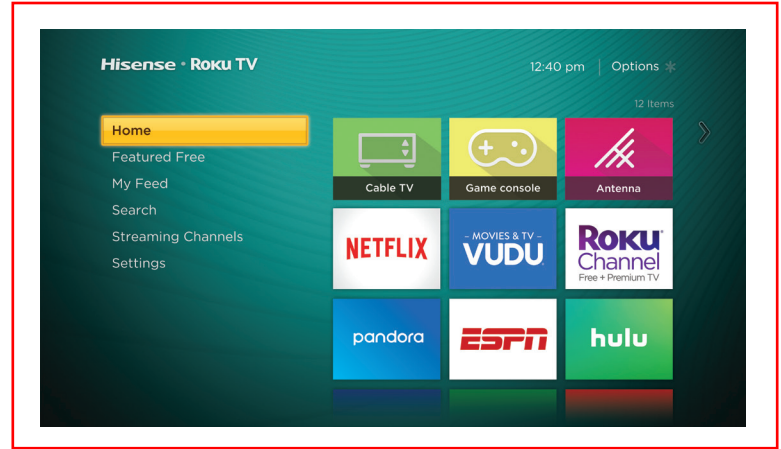 Hisense • Roku TV
12:40 pm | Options *
12 Items
Home
Featured Free
My Feed
Search
Streaming Channels
Settings
Cable TV
Game console
Antenna
NETFLIX
- MOVIES & TV -
VUDU
Roku
Channel
Free + Premium TV
pandora
ESPN
hulu